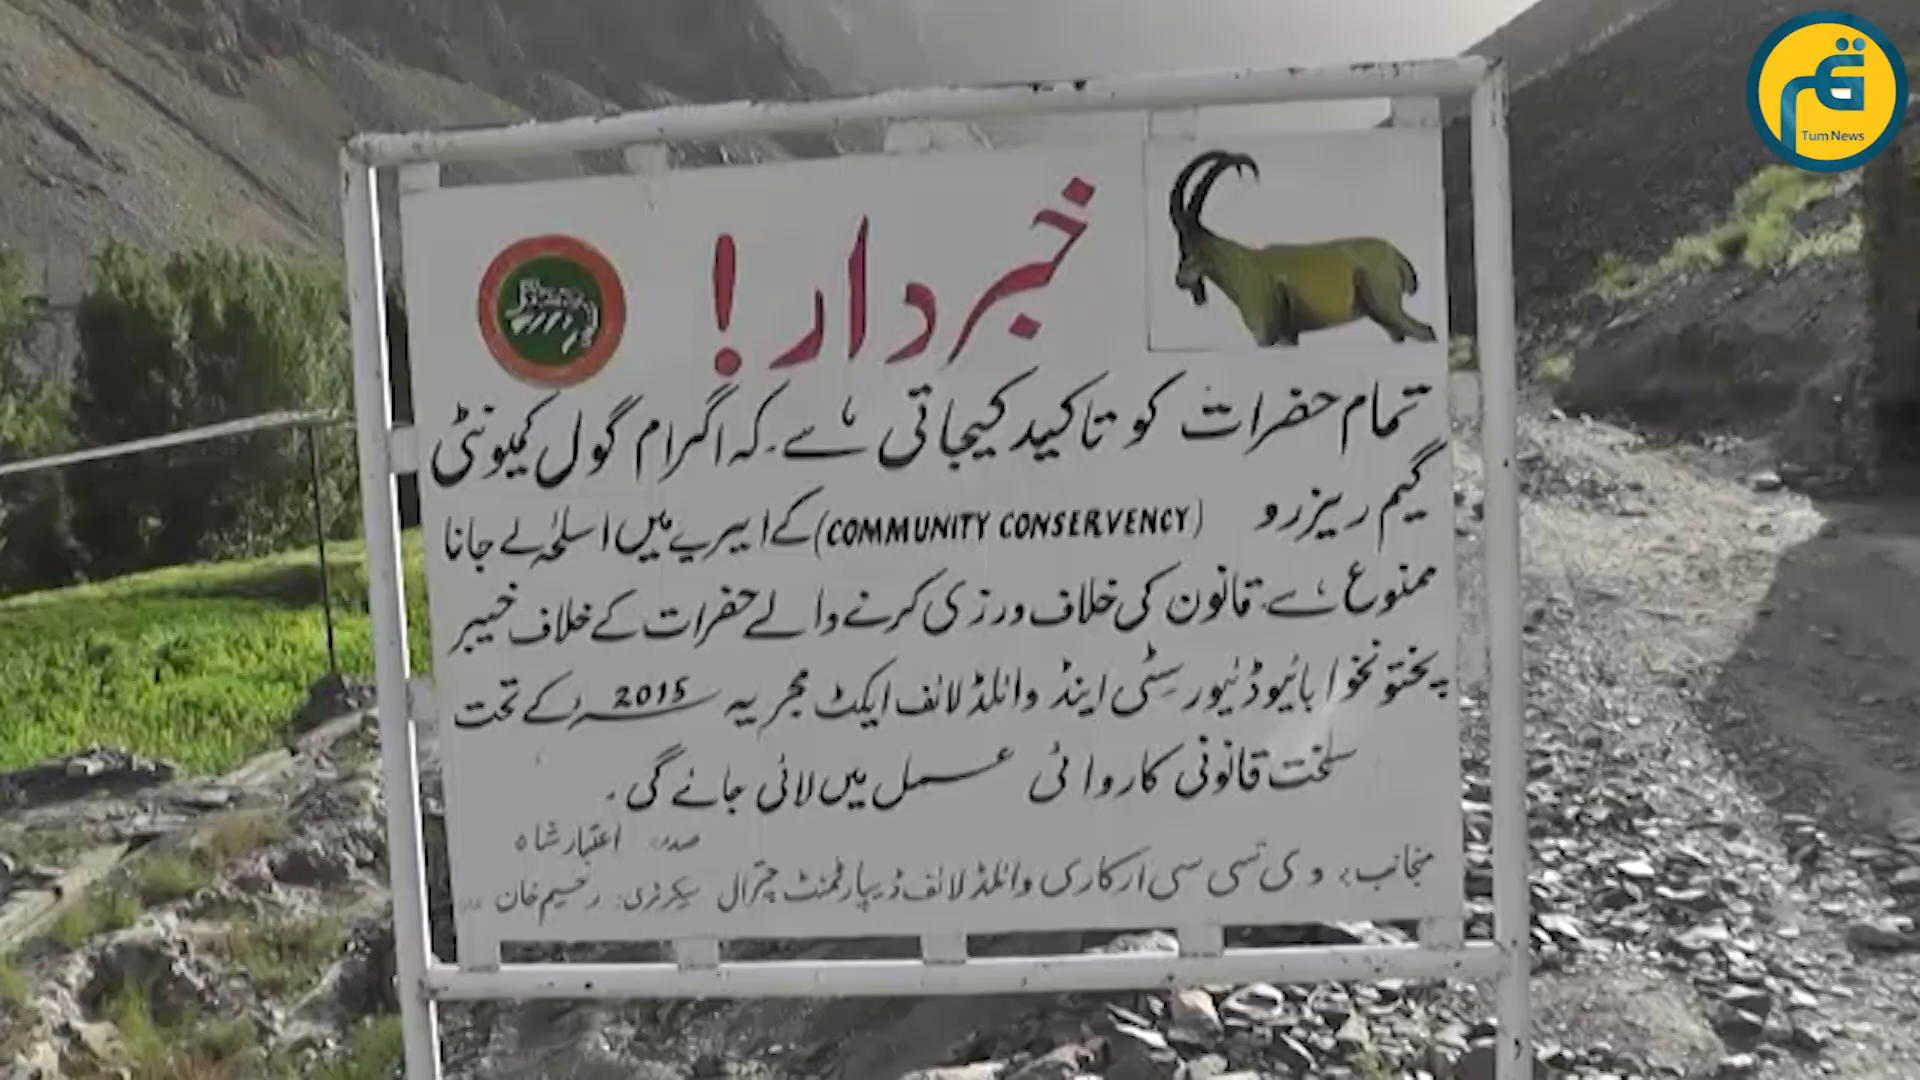 خبردار!
تمام حضرات کو تاکید کیجاتی ہے۔ کہ اگرام گول کمیونٹی
گیم ریزرو (COMMUNITY CONSERVENCY) کے ایریے میں اسلحہ لے جانا
ممنوع ہے۔ قانون کی خلاف ورزی کرنے والے حضرات کے خلاف خیبر
پختونخوا بائیوڈئیورسٹی اینڈ وائلڈ لائف ایکٹ مجریہ 2015ء کے تحت
سخت قانونی کاروائی عمل میں لائی جائے گی۔
صدر اعتبار شاہ
منجانب: وی سی سی ارکاری وائلڈ لائف ڈیپارٹمنٹ چترال سیکرٹری: رحیم خان
Tum News